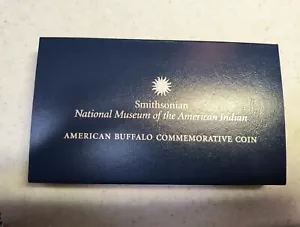 Smithsonian
National Museum of the American Indian
AMERICAN BUFFALO COMMEMORATIVE COIN